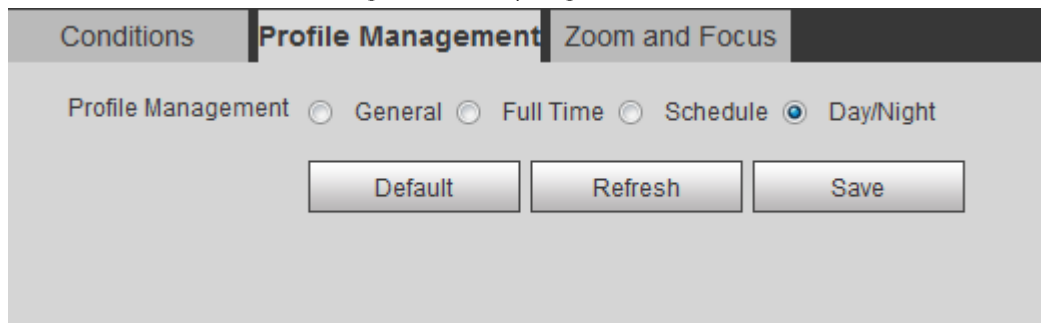 Conditions Profile Management Zoom and Focus
Profile Management General Full Time Schedule Day/Night
Default Refresh Save